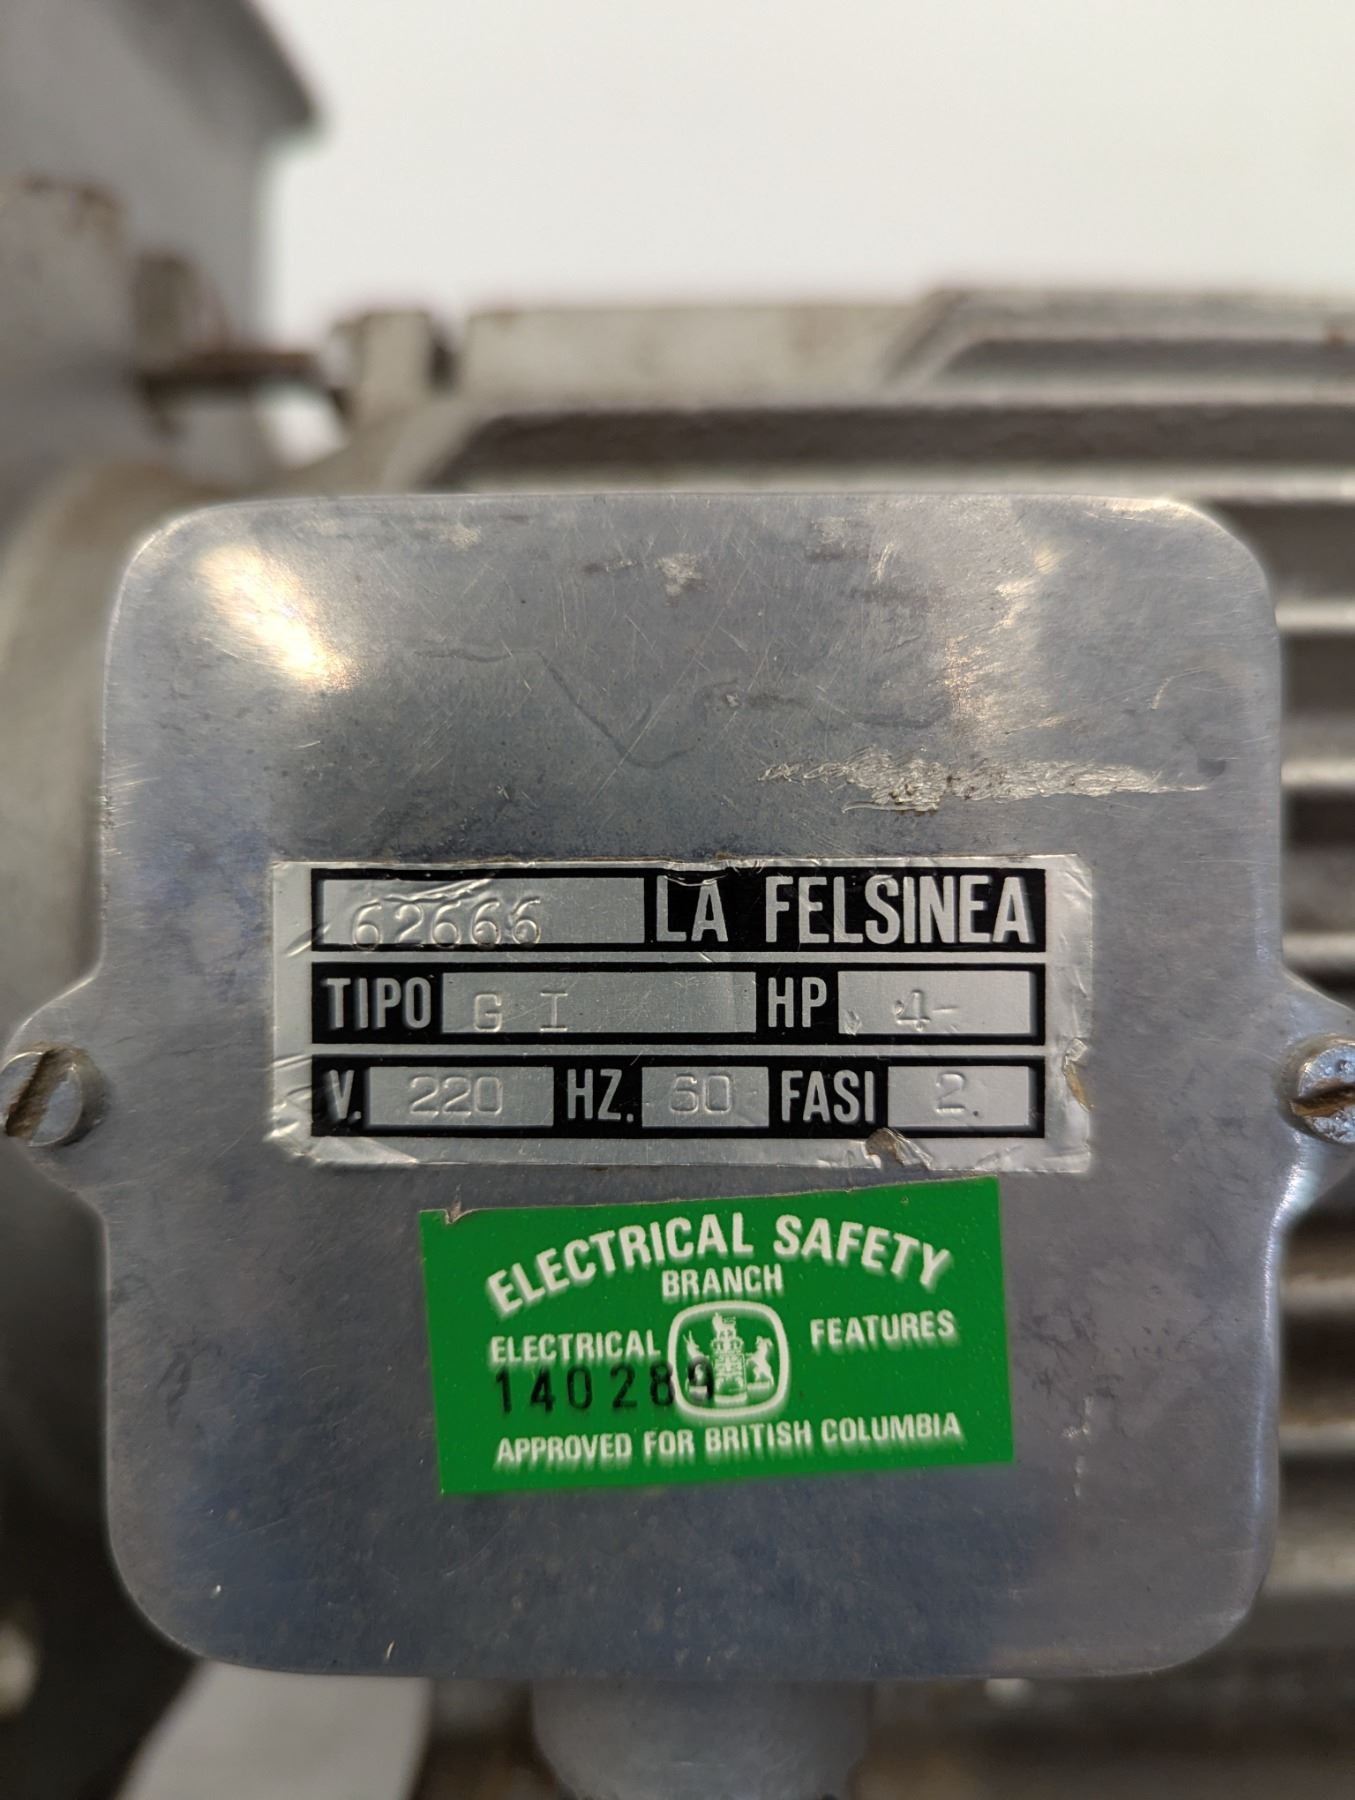 62666 LA FELSINEA
TIPO G I HP 4-
V. 220 HZ. 60 FASI 2.
ELECTRICAL SAFETY
BRANCH
ELECTRICAL FEATURES
140289
APPROVED FOR BRITISH COLUMBIA